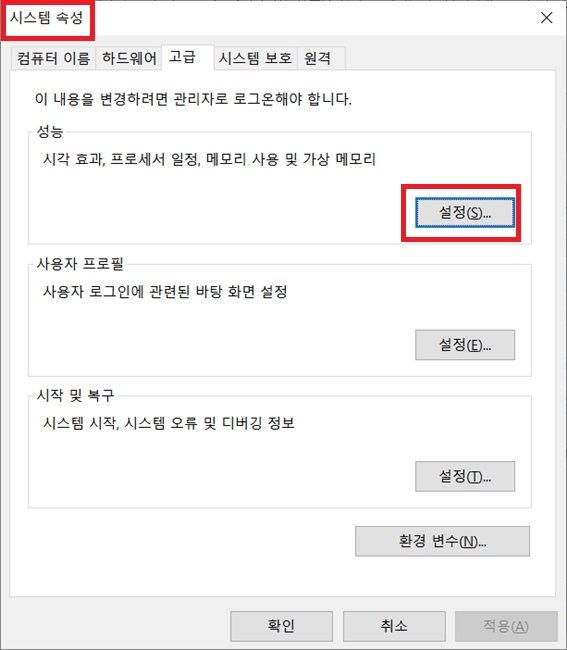 시스템 속성
컴퓨터 이름 하드웨어 고급 시스템 보호 원격
이 내용을 변경하려면 관리자로 로그온해야 합니다.
성능
시각 효과, 프로세서 일정, 메모리 사용 및 가상 메모리
설정(S)...
사용자 프로필
사용자 로그인에 관련된 바탕 화면 설정
설정(E)...
시작 및 복구
시스템 시작, 시스템 오류 및 디버깅 정보
설정(T)...
환경 변수(N)...
확인 취소 적용(A)